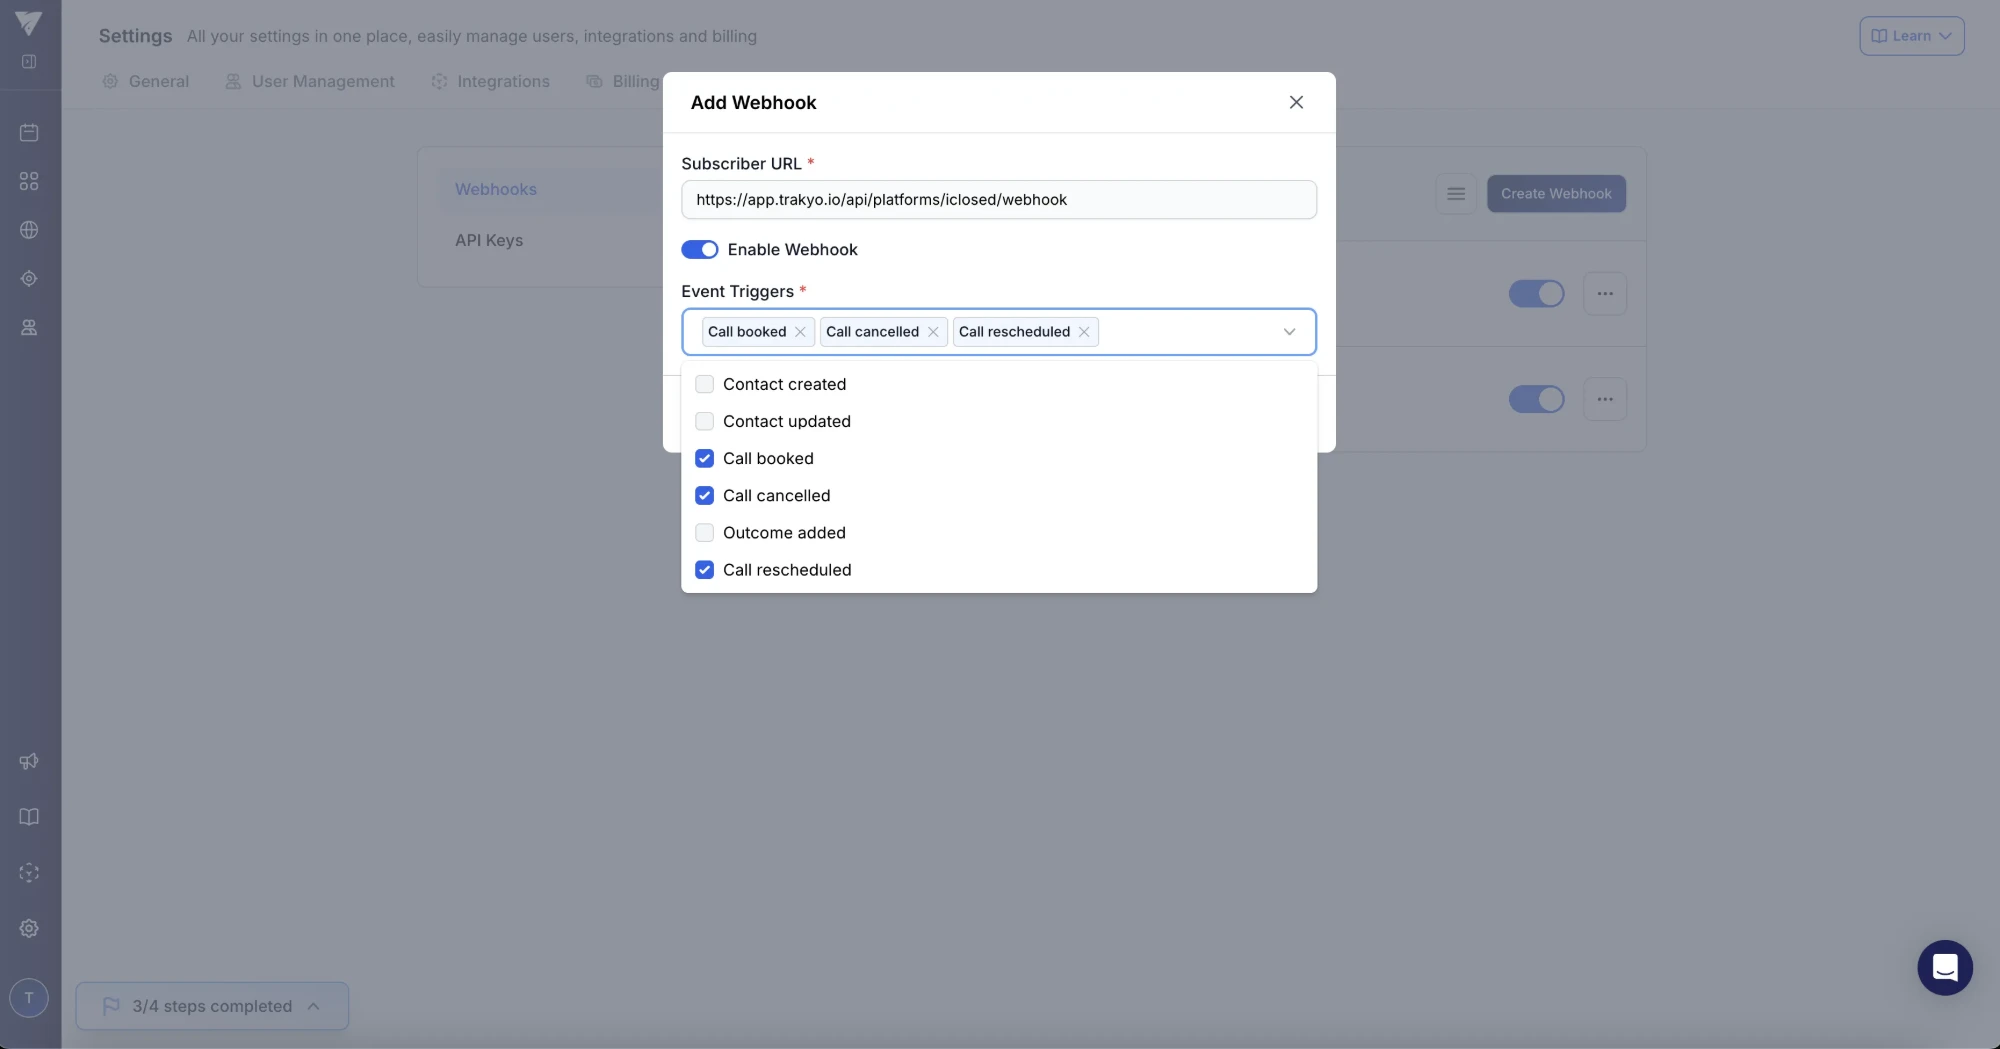 Settings All your settings in one place, easily manage users, integrations and billing
Learn
General User Management Integrations Billing
Add Webhook
Subscriber URL *
https://app.trakyo.io/api/platforms/iclosed/webhook
Webhooks
Create Webhook
API Keys
Enable Webhook
Event Triggers *
Call booked Call cancelled Call rescheduled
Contact created
Contact updated
Call booked
Call cancelled
Outcome added
Call rescheduled
T
3/4 steps completed